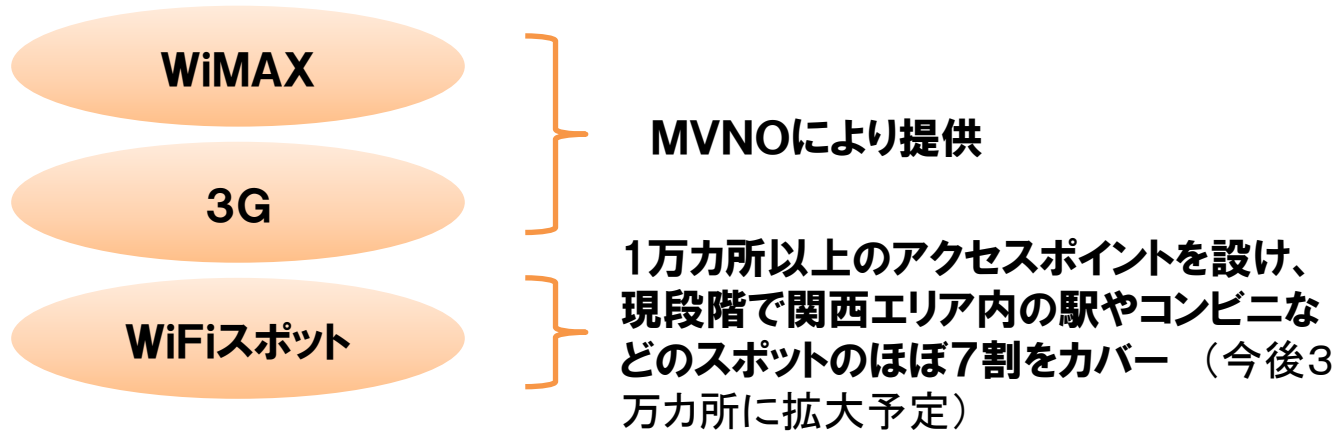 WiMAX
MVNOにより提供
3G
1万カ所以上のアクセスポイントを設け、
現段階で関西エリア内の駅やコンビニな
どのスポットのほぼ7割をカバー （今後3
万カ所に拡大予定）
WiFiスポット